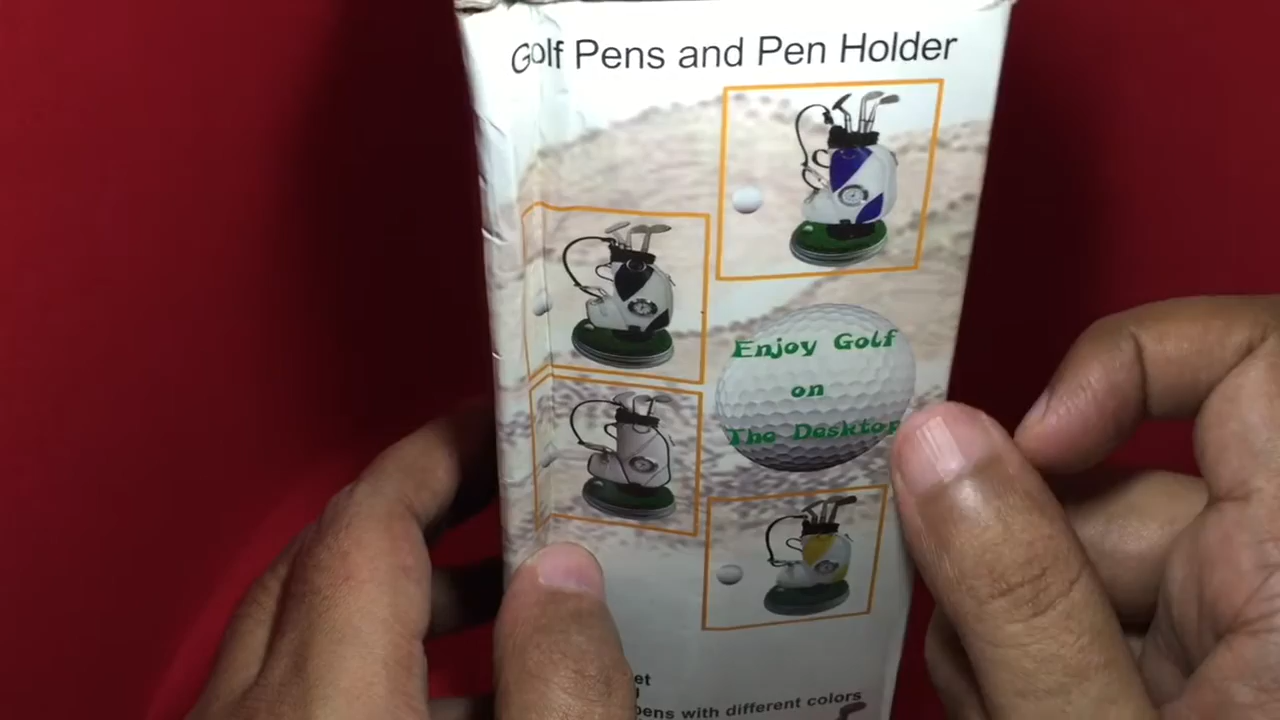 Golf Pens and Pen Holder
Enjoy Golf
on
The Desktop
pens with different colors